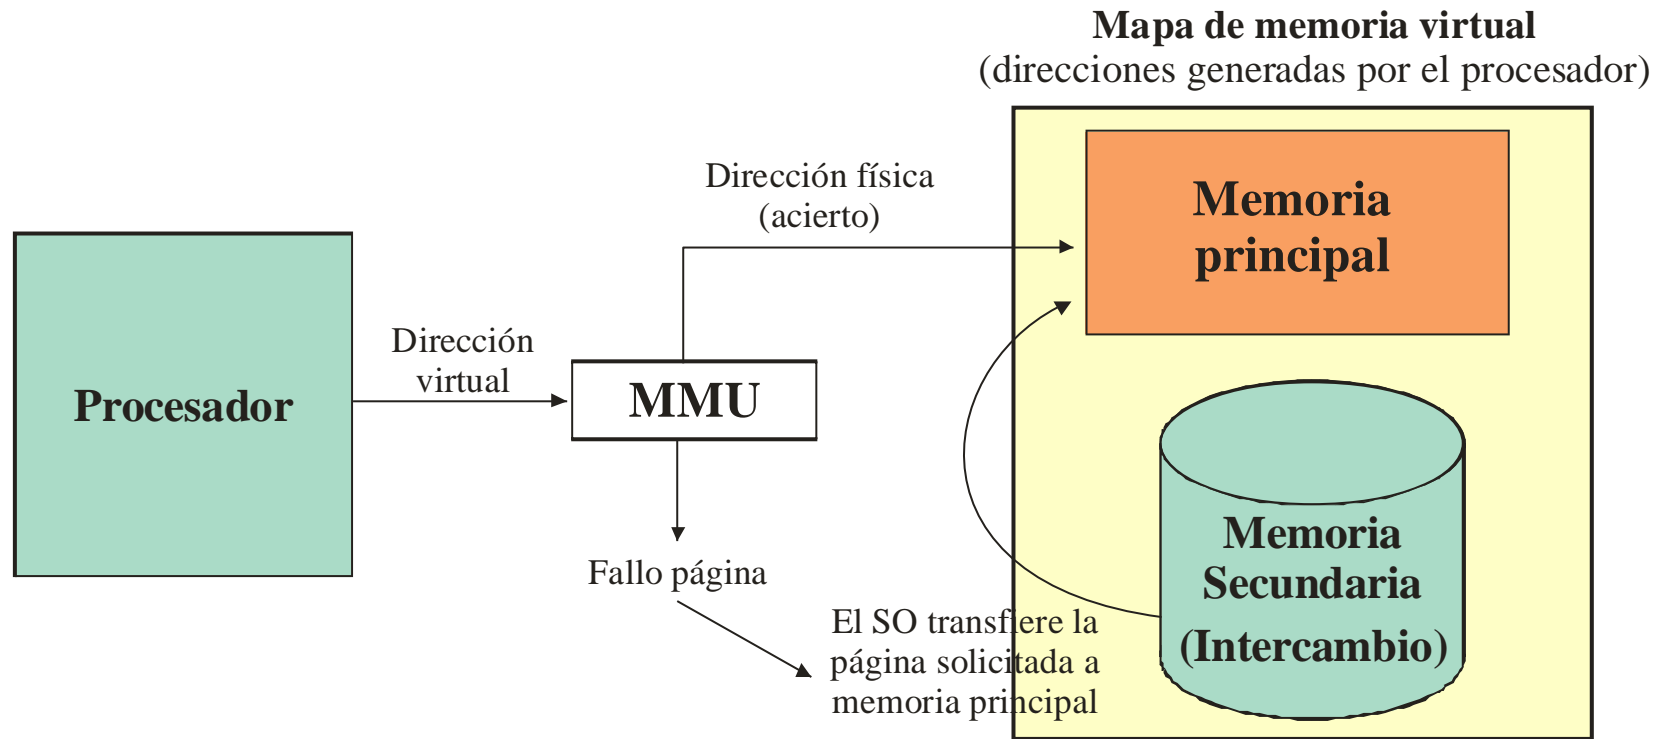 Mapa de memoria virtual
(direcciones generadas por el procesador)
Dirección física
(acierto)
Memoria
principal
Dirección
virtual
Procesador
MMU
Fallo página
El SO transfiere la
página solicitada a
memoria principal
Memoria
Secundaria
(Intercambio)